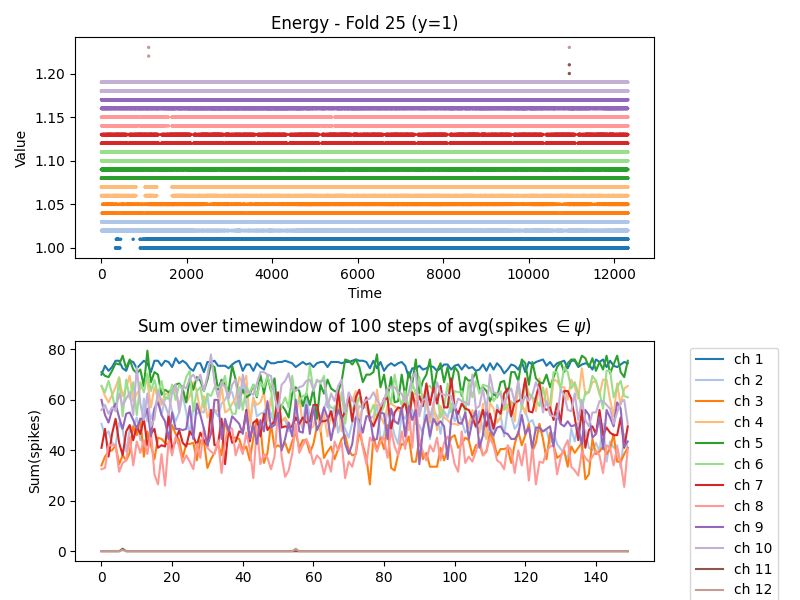 Energy - Fold 25 (y=1)
1.20
1.15
1.10
1.05
1.00
Value
0 2000 4000 6000 8000 10000 12000
Time
Sum over timewindow of 100 steps of avg(spikes ∈ψ)
80
60
40
20
0
Sum(spikes)
0 20 40 60 80 100 120 140
ch 1
ch 2
ch 3
ch 4
ch 5
ch 6
ch 7
ch 8
ch 9
ch 10
ch 11
ch 12